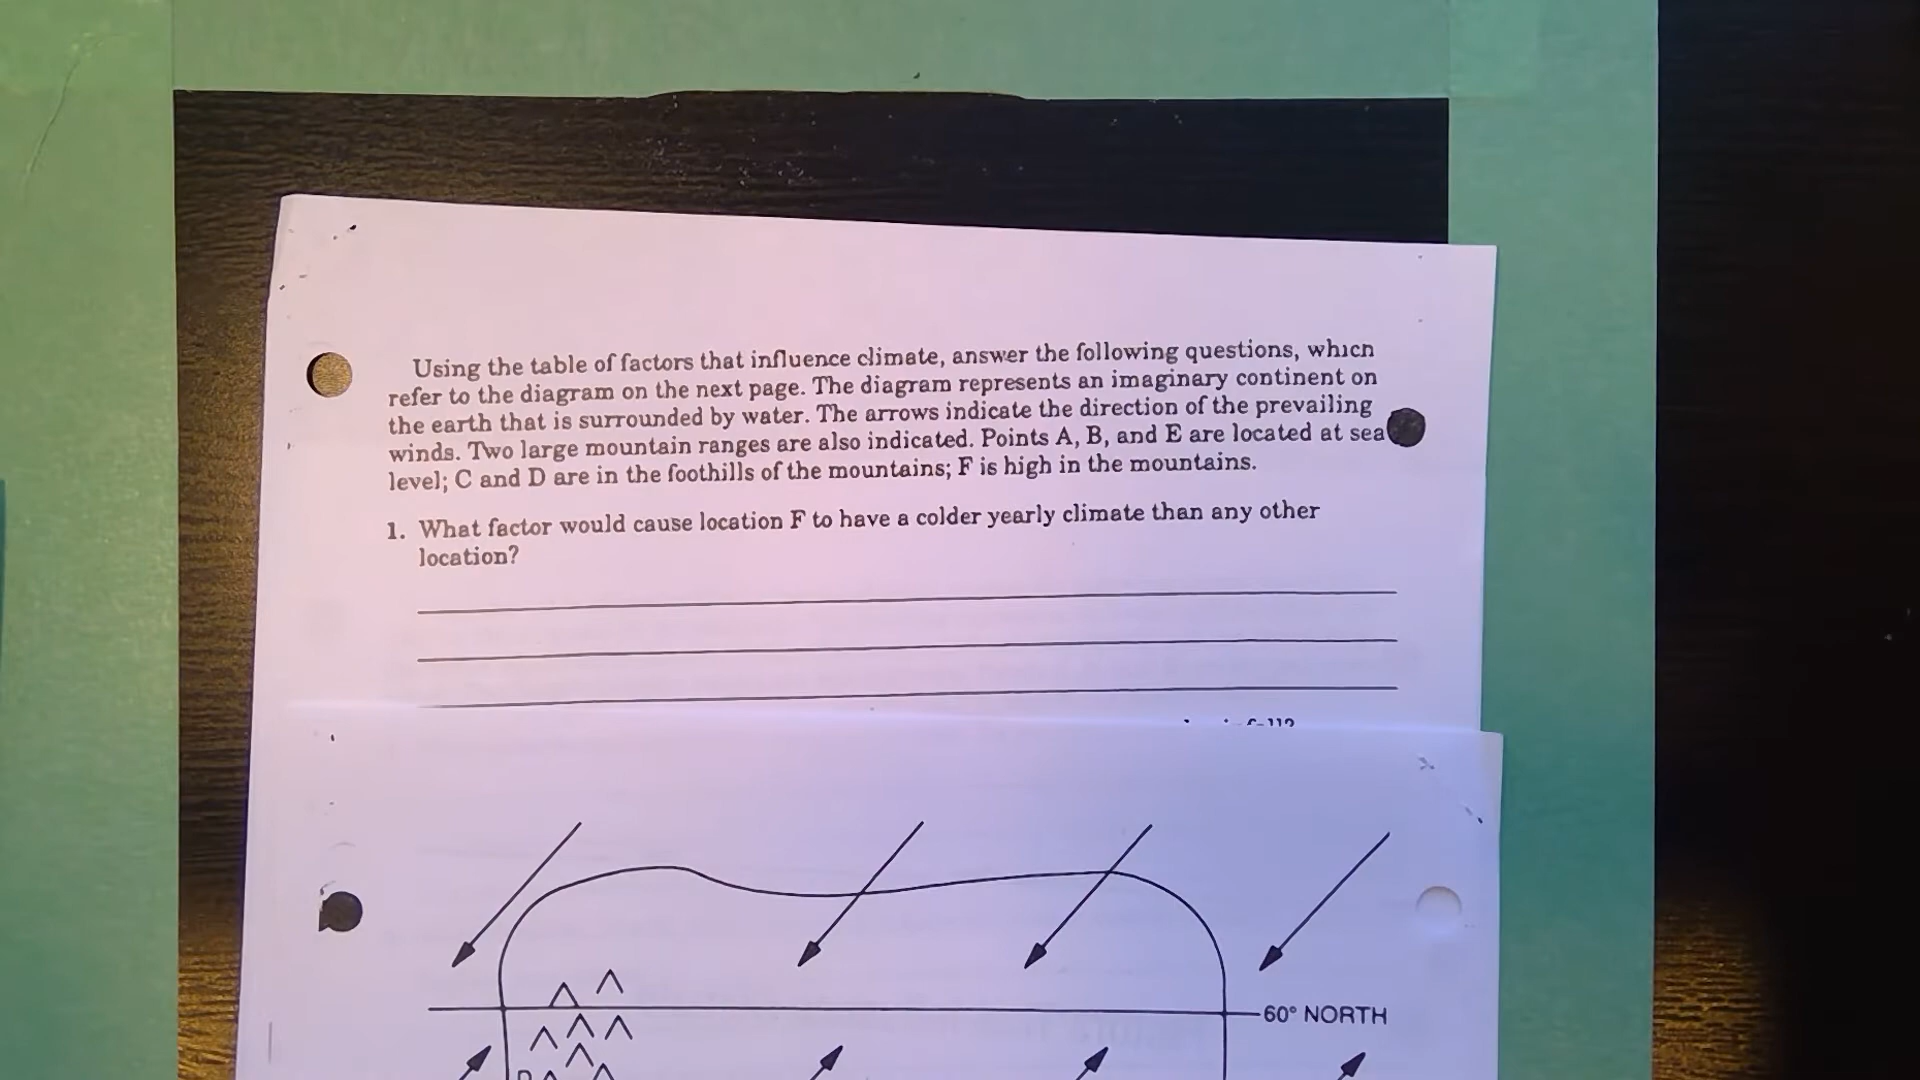 Using the table of factors that influence climate, answer the following questions, which
refer to the diagram on the next page. The diagram represents an imaginary continent on
the earth that is surrounded by water. The arrows indicate the direction of the prevailing
winds. Two large mountain ranges are also indicated. Points A, B, and E are located at sea
level; C and D are in the foothills of the mountains; F is high in the mountains.
1. What factor would cause location F to have a colder yearly climate than any other
location?
60° NORTH